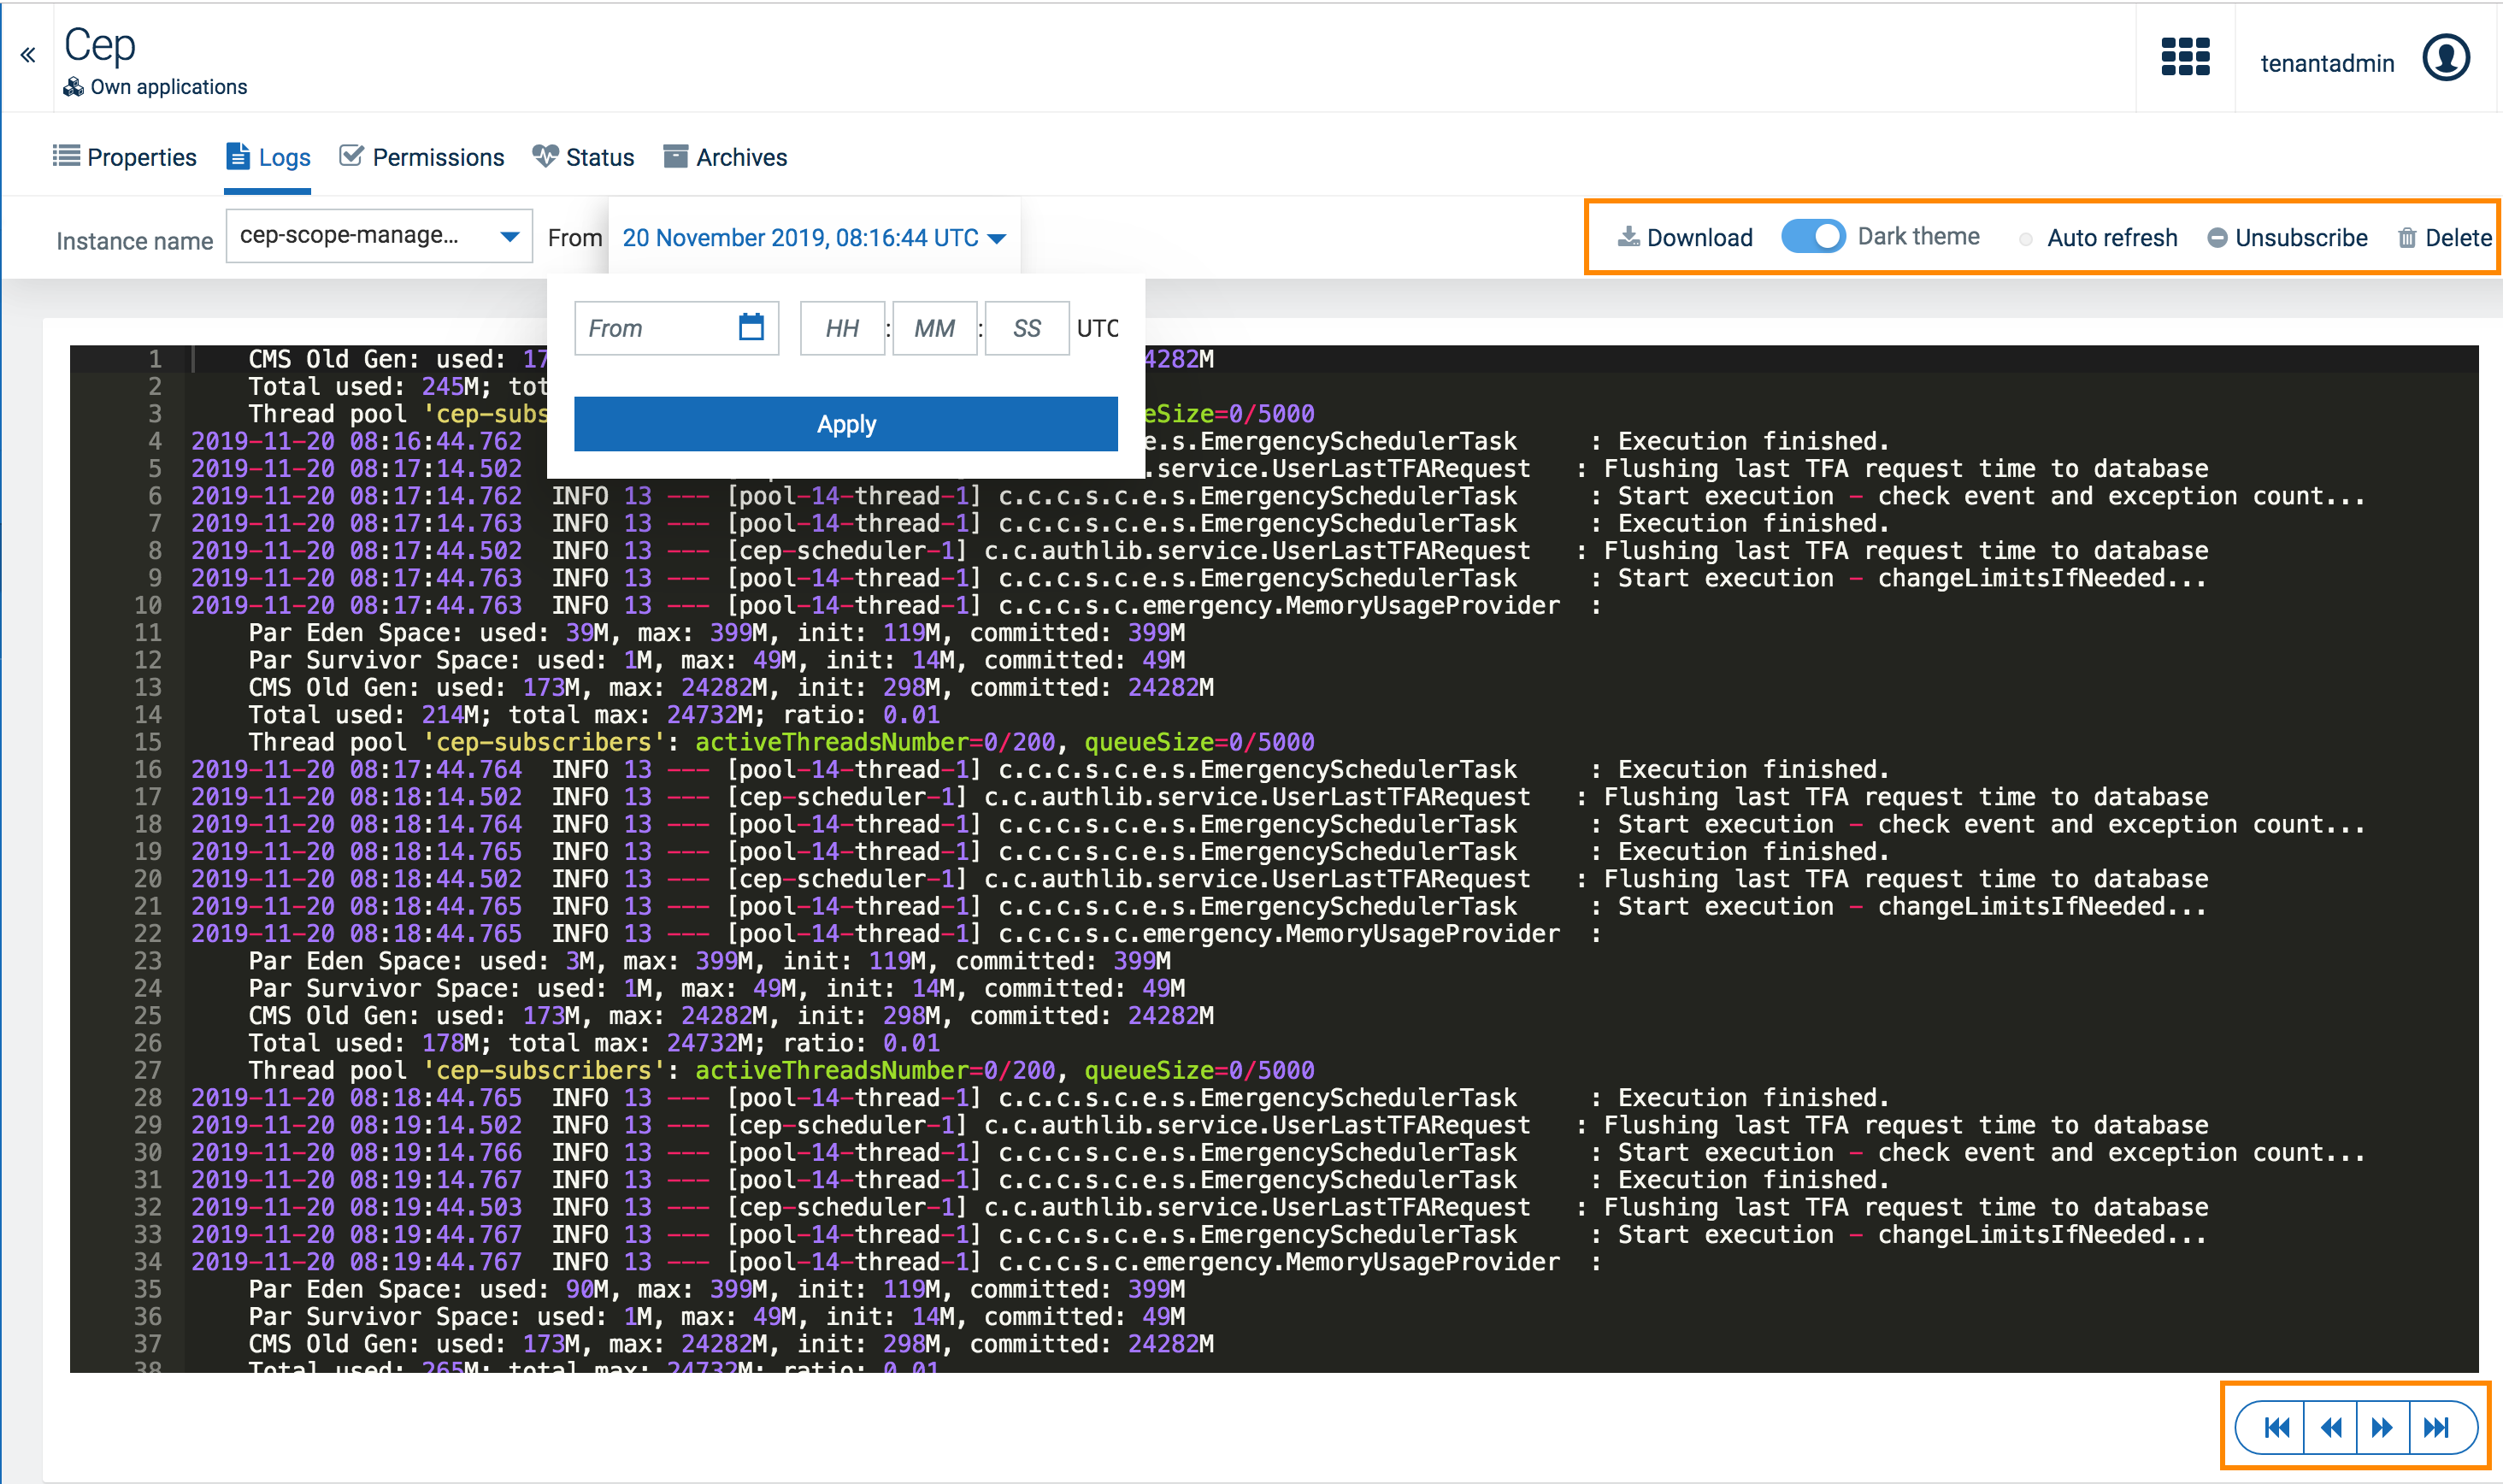 Cep
Own applications
tenantadmin
Properties Logs Permissions Status Archives
Instance name cep-scope-manage... From 20 November 2019, 08:16:44 UTC Download Dark theme Auto refresh Unsubscribe Delete
From HH : MM : SS UTC
Apply
1 CMS Old Gen: used: 17 4282M
2 Total used: 245M; tot
3 Thread pool 'cep-subs eSize=0/5000
4 2019-11-20 08:16:44.762 e.s.EmergencySchedulerTask : Execution finished.
5 2019-11-20 08:17:14.502 .service.UserLastTFARequest : Flushing last TFA request time to database
6 2019-11-20 08:17:14.762 INFO 13 --- [pool-14-thread-1] c.c.c.s.c.e.s.EmergencySchedulerTask : Start execution - check event and exception count...
7 2019-11-20 08:17:14.763 INFO 13 --- [pool-14-thread-1] c.c.c.s.c.e.s.EmergencySchedulerTask : Execution finished.
8 2019-11-20 08:17:44.502 INFO 13 --- [cep-scheduler-1] c.c.authlib.service.UserLastTFARequest : Flushing last TFA request time to database
9 2019-11-20 08:17:44.763 INFO 13 --- [pool-14-thread-1] c.c.c.s.c.e.s.EmergencySchedulerTask : Start execution - changeLimitsIfNeeded...
10 2019-11-20 08:17:44.763 INFO 13 --- [pool-14-thread-1] c.c.c.s.c.emergency.MemoryUsageProvider :
11 Par Eden Space: used: 39M, max: 399M, init: 119M, committed: 399M
12 Par Survivor Space: used: 1M, max: 49M, init: 14M, committed: 49M
13 CMS Old Gen: used: 173M, max: 24282M, init: 298M, committed: 24282M
14 Total used: 214M; total max: 24732M; ratio: 0.01
15 Thread pool 'cep-subscribers': activeThreadsNumber=0/200, queueSize=0/5000
16 2019-11-20 08:17:44.764 INFO 13 --- [pool-14-thread-1] c.c.c.s.c.e.s.EmergencySchedulerTask : Execution finished.
17 2019-11-20 08:18:14.502 INFO 13 --- [cep-scheduler-1] c.c.authlib.service.UserLastTFARequest : Flushing last TFA request time to database
18 2019-11-20 08:18:14.764 INFO 13 --- [pool-14-thread-1] c.c.c.s.c.e.s.EmergencySchedulerTask : Start execution - check event and exception count...
19 2019-11-20 08:18:14.765 INFO 13 --- [pool-14-thread-1] c.c.c.s.c.e.s.EmergencySchedulerTask : Execution finished.
20 2019-11-20 08:18:44.502 INFO 13 --- [cep-scheduler-1] c.c.authlib.service.UserLastTFARequest : Flushing last TFA request time to database
21 2019-11-20 08:18:44.765 INFO 13 --- [pool-14-thread-1] c.c.c.s.c.e.s.EmergencySchedulerTask : Start execution - changeLimitsIfNeeded...
22 2019-11-20 08:18:44.765 INFO 13 --- [pool-14-thread-1] c.c.c.s.c.emergency.MemoryUsageProvider :
23 Par Eden Space: used: 3M, max: 399M, init: 119M, committed: 399M
24 Par Survivor Space: used: 1M, max: 49M, init: 14M, committed: 49M
25 CMS Old Gen: used: 173M, max: 24282M, init: 298M, committed: 24282M
26 Total used: 178M; total max: 24732M; ratio: 0.01
27 Thread pool 'cep-subscribers': activeThreadsNumber=0/200, queueSize=0/5000
28 2019-11-20 08:18:44.765 INFO 13 --- [pool-14-thread-1] c.c.c.s.c.e.s.EmergencySchedulerTask : Execution finished.
29 2019-11-20 08:19:14.502 INFO 13 --- [cep-scheduler-1] c.c.authlib.service.UserLastTFARequest : Flushing last TFA request time to database
30 2019-11-20 08:19:14.766 INFO 13 --- [pool-14-thread-1] c.c.c.s.c.e.s.EmergencySchedulerTask : Start execution - check event and exception count...
31 2019-11-20 08:19:14.767 INFO 13 --- [pool-14-thread-1] c.c.c.s.c.e.s.EmergencySchedulerTask : Execution finished.
32 2019-11-20 08:19:44.503 INFO 13 --- [cep-scheduler-1] c.c.authlib.service.UserLastTFARequest : Flushing last TFA request time to database
33 2019-11-20 08:19:44.767 INFO 13 --- [pool-14-thread-1] c.c.c.s.c.e.s.EmergencySchedulerTask : Start execution - changeLimitsIfNeeded...
34 2019-11-20 08:19:44.767 INFO 13 --- [pool-14-thread-1] c.c.c.s.c.emergency.MemoryUsageProvider :
35 Par Eden Space: used: 90M, max: 399M, init: 119M, committed: 399M
36 Par Survivor Space: used: 1M, max: 49M, init: 14M, committed: 49M
37 CMS Old Gen: used: 173M, max: 24282M, init: 298M, committed: 24282M
38 Total used: 265M; total max: 24732M; ratio: 0.01